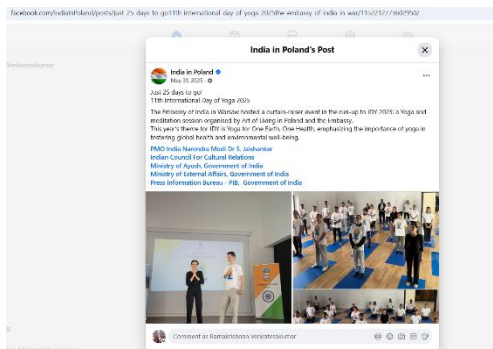 facebook.com/IndiaInPoland/posts/just-25-days-to-go11th-international-day-of-yoga-2025the-embassy-of-india-in-war/1152212773602950/
India in Poland's Post
Venkatesakumar
India in Poland
May 31, 2025
Just 25 days to go!
11th International Day of Yoga 2025
The Embassy of India in Warsaw hosted a curtain-raiser event in the run-up to IDY 2025: a Yoga and
meditation session organised by Art of Living in Poland and the Embassy.
This year's theme for IDY is Yoga for One Earth, One Health, emphasizing the importance of yoga in
fostering global health and environmental well-being.
PMO India Narendra Modi Dr S. Jaishankar
Indian Council For Cultural Relations
Ministry of Ayush, Government of India
Ministry of External Affairs, Government of India
Press Information Bureau - PIB, Government of India
Comment as Ramakrishnan Venkatesakumar